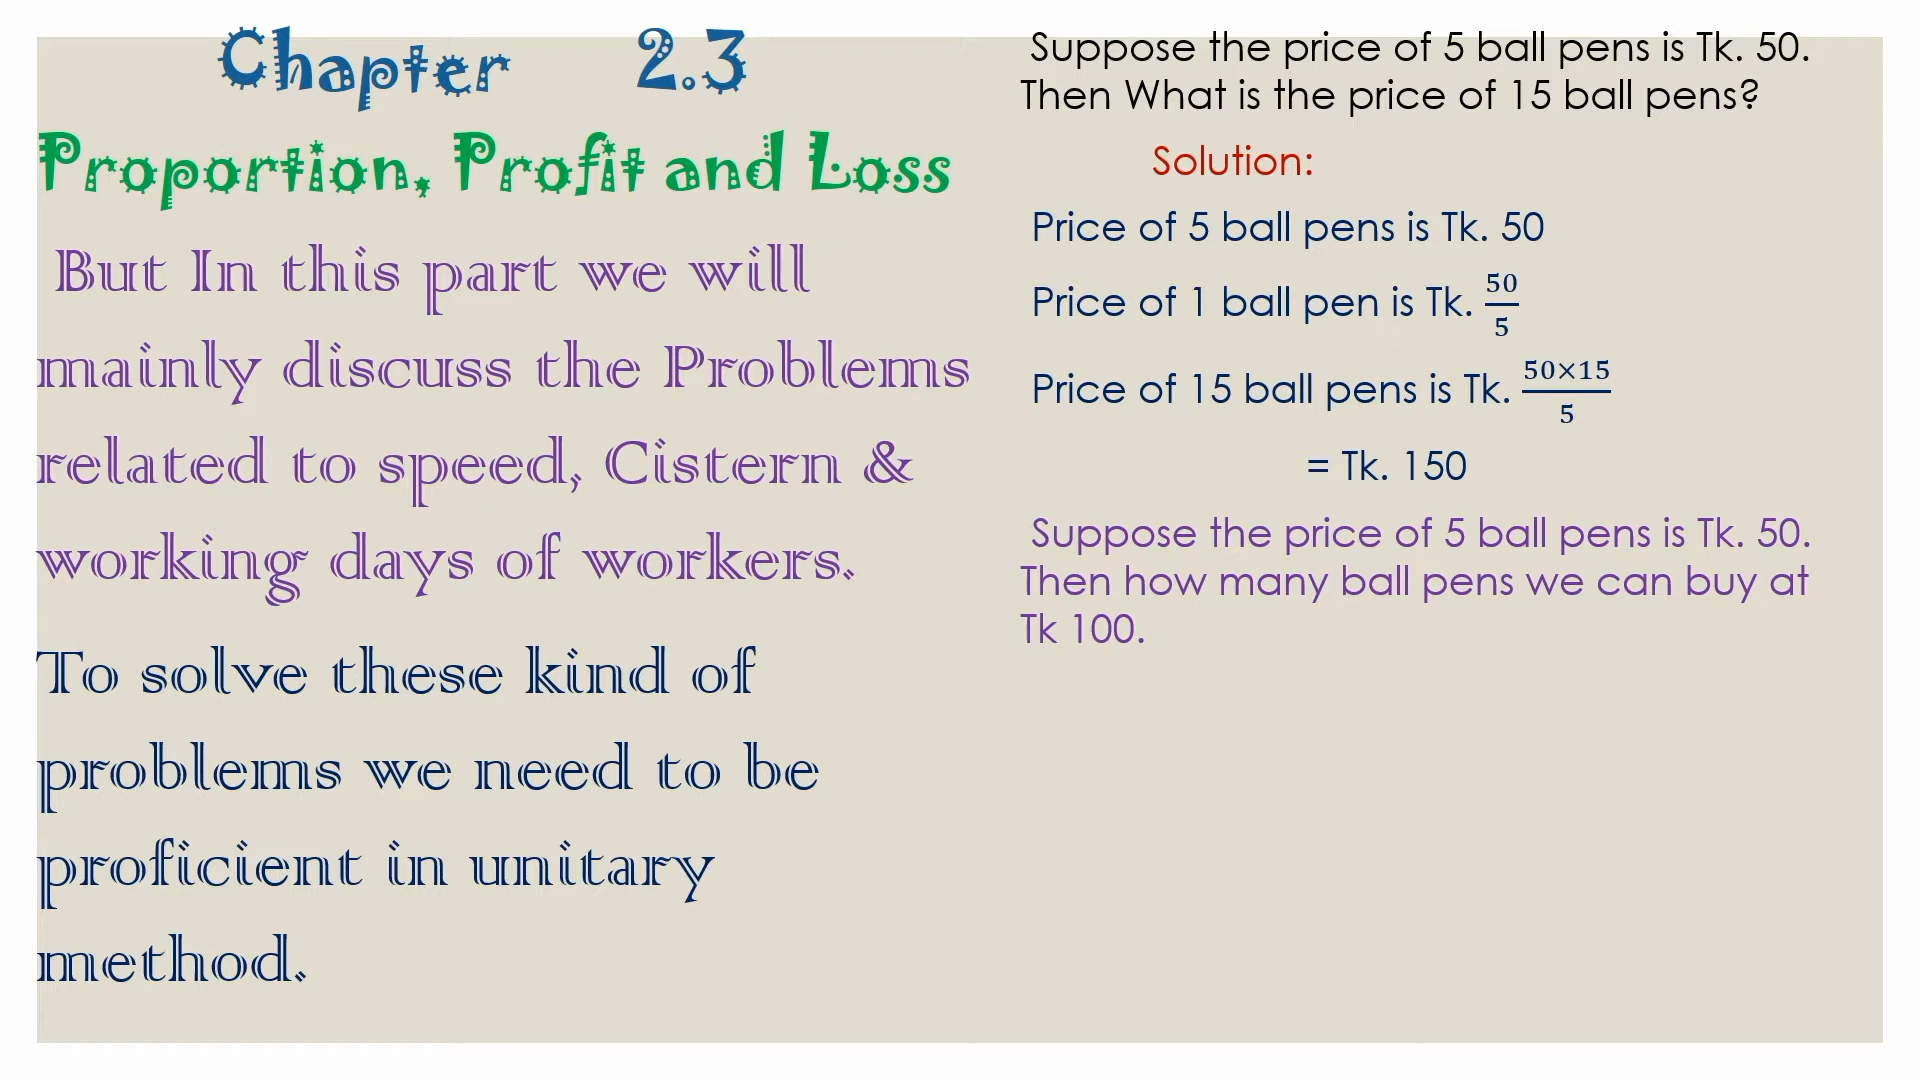 Chapter 2.3
Proportion, Profit and Loss
But In this part we will
mainly discuss the Problems
related to speed, Cistern &
working days of workers.
To solve these kind of
problems we need to be
proficient in unitary
method.
Suppose the price of 5 ball pens is Tk. 50.
Then What is the price of 15 ball pens?
Solution:
Price of 5 ball pens is Tk. 50
Price of 1 ball pen is Tk. 50/5
Price of 15 ball pens is Tk. 50×15/5
= Tk. 150
Suppose the price of 5 ball pens is Tk. 50.
Then how many ball pens we can buy at
Tk 100.